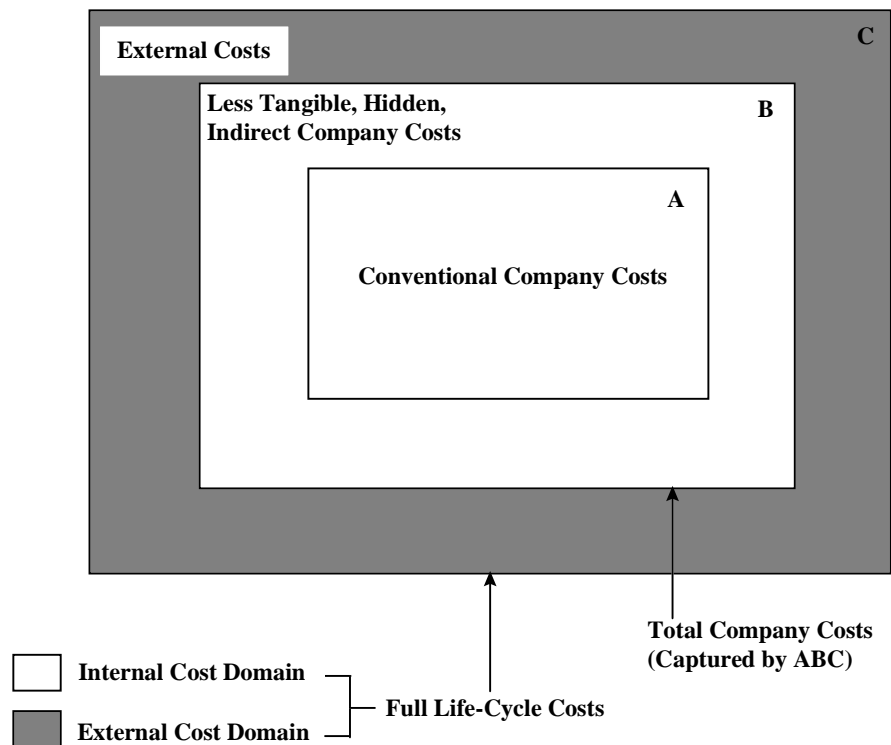 C
External Costs
Less Tangible, Hidden,
Indirect Company Costs
B
A
Conventional Company Costs
Total Company Costs
(Captured by ABC)
Internal Cost Domain
Full Life-Cycle Costs
External Cost Domain